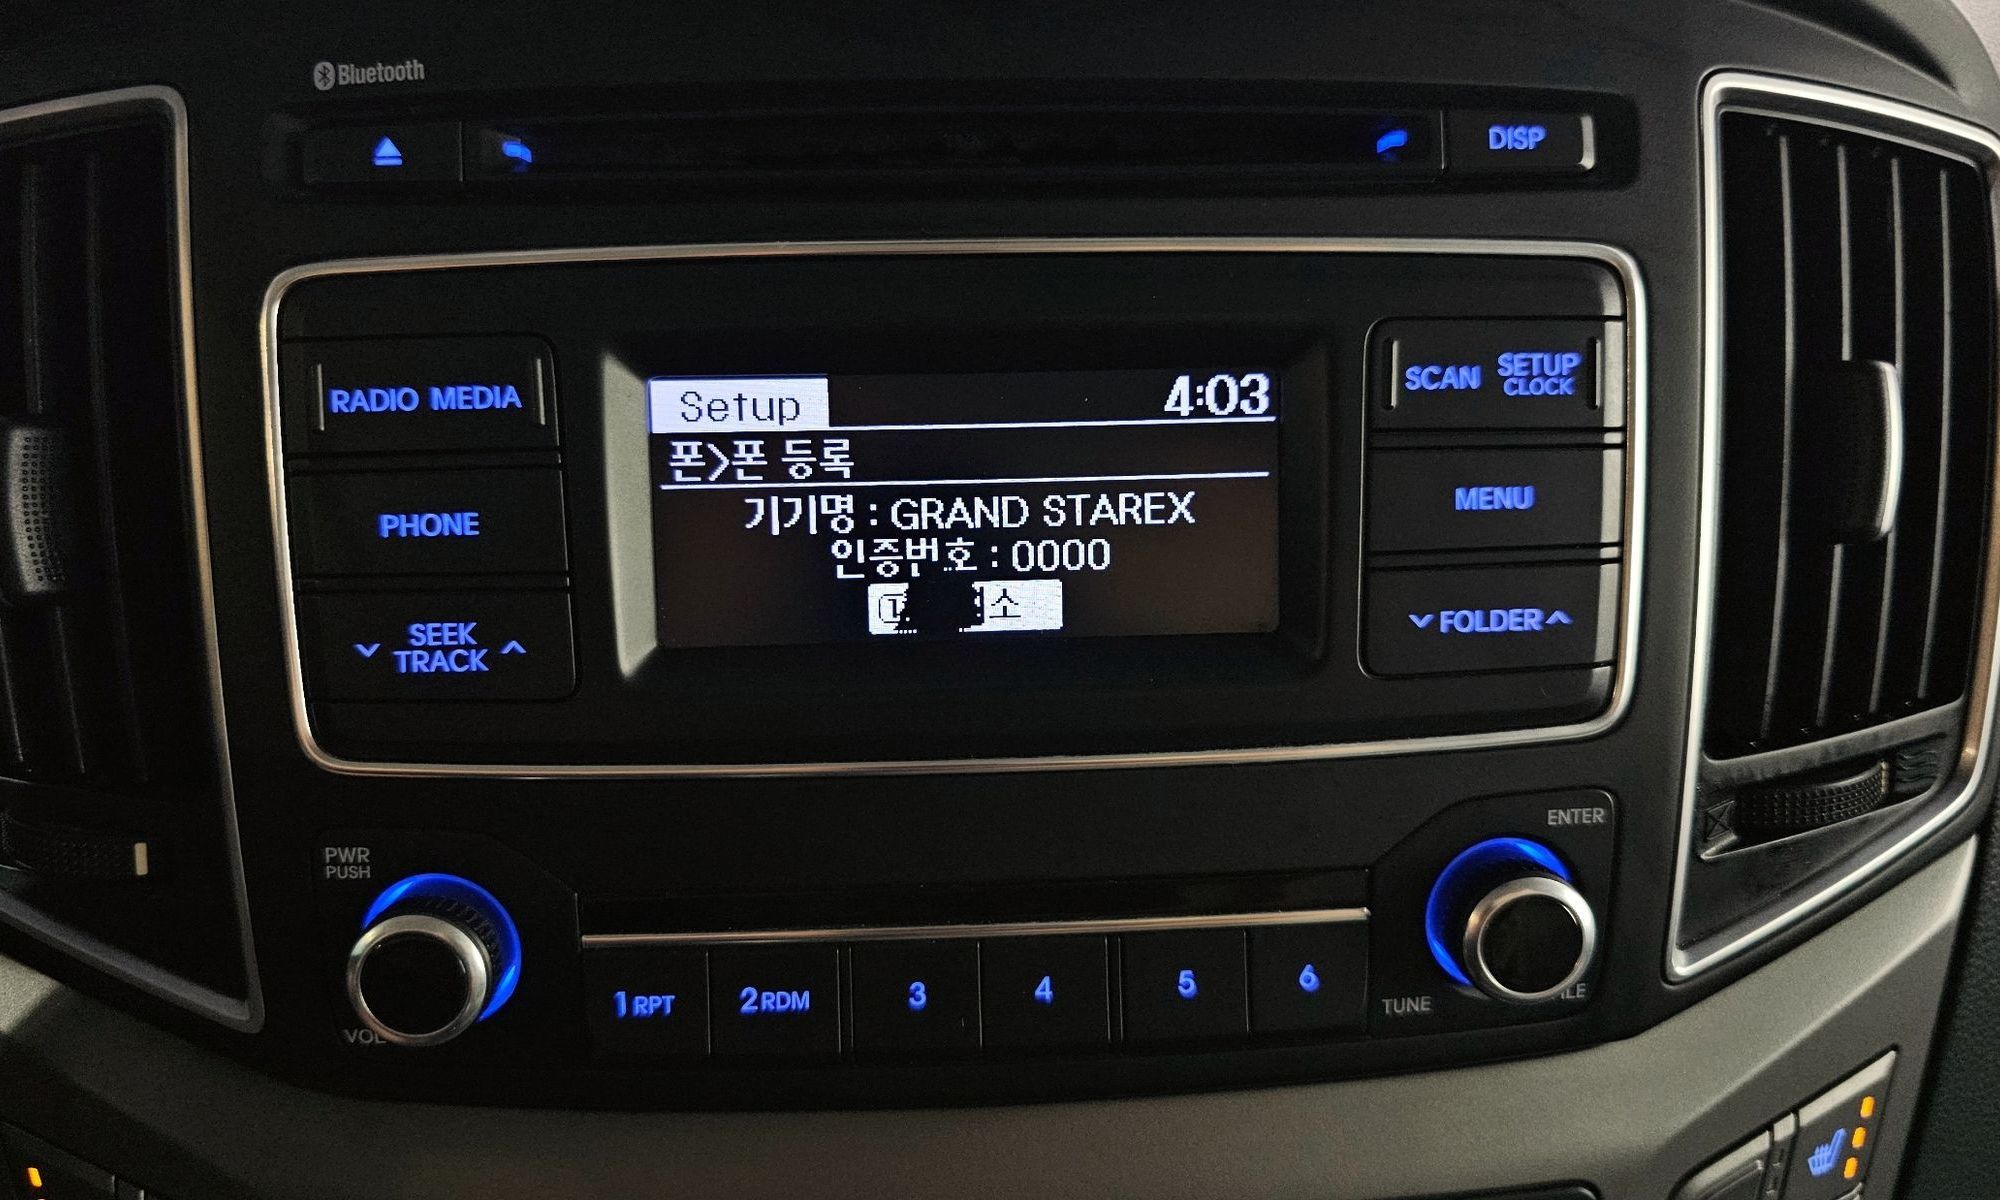 Bluetooth
DISP
RADIO MEDIA
PHONE
SEEK
TRACK
Setup 4:03
폰>폰 등록
기기명 : GRAND STAREX
인증번호 : 0000
SCAN SETUP
CLOCK
MENU
FOLDER
PWR
PUSH
VOL
1 RPT
2 RDM
3
4
5
6
ENTER
TUNE